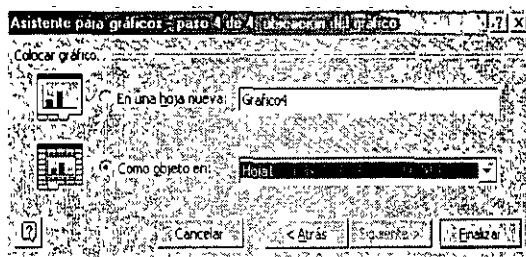 Asistente para gráficos - paso 4 de 4: ubicación del gráfico
Colocar gráfico
En una hoja nueva: Gráfico4
Como objeto en: Hoja1
Cancelar < Atrás Siguiente > Finalizar